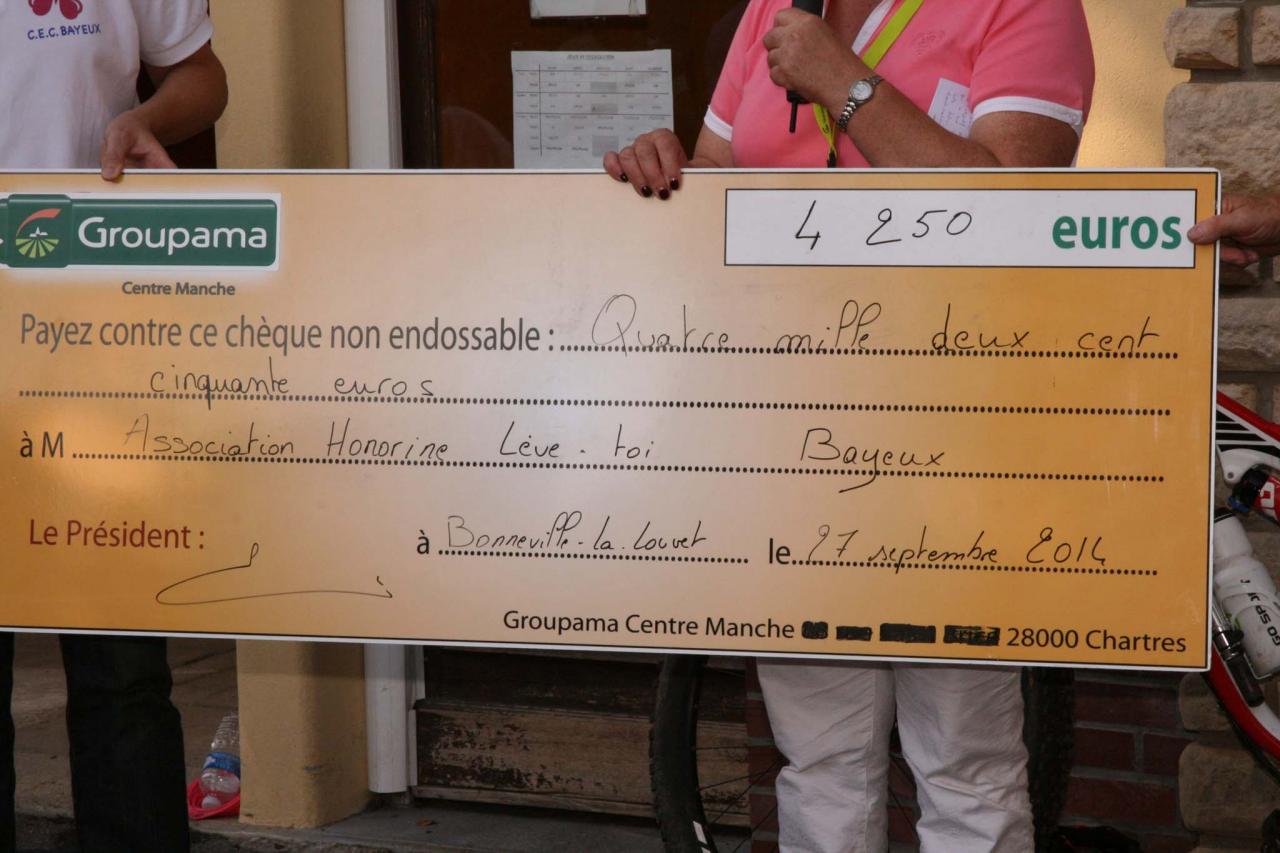 C.E.C. BAYEUX
Groupama
Centre Manche
4 250 euros
Payez contre ce chèque non endossable : Quatre mille deux cent
cinquante euros
à M Association Honorine Lève-toi Bayeux
Le Président :
à Bonneville-la-Louvet le 27 septembre 2014
Groupama Centre Manche 28000 Chartres